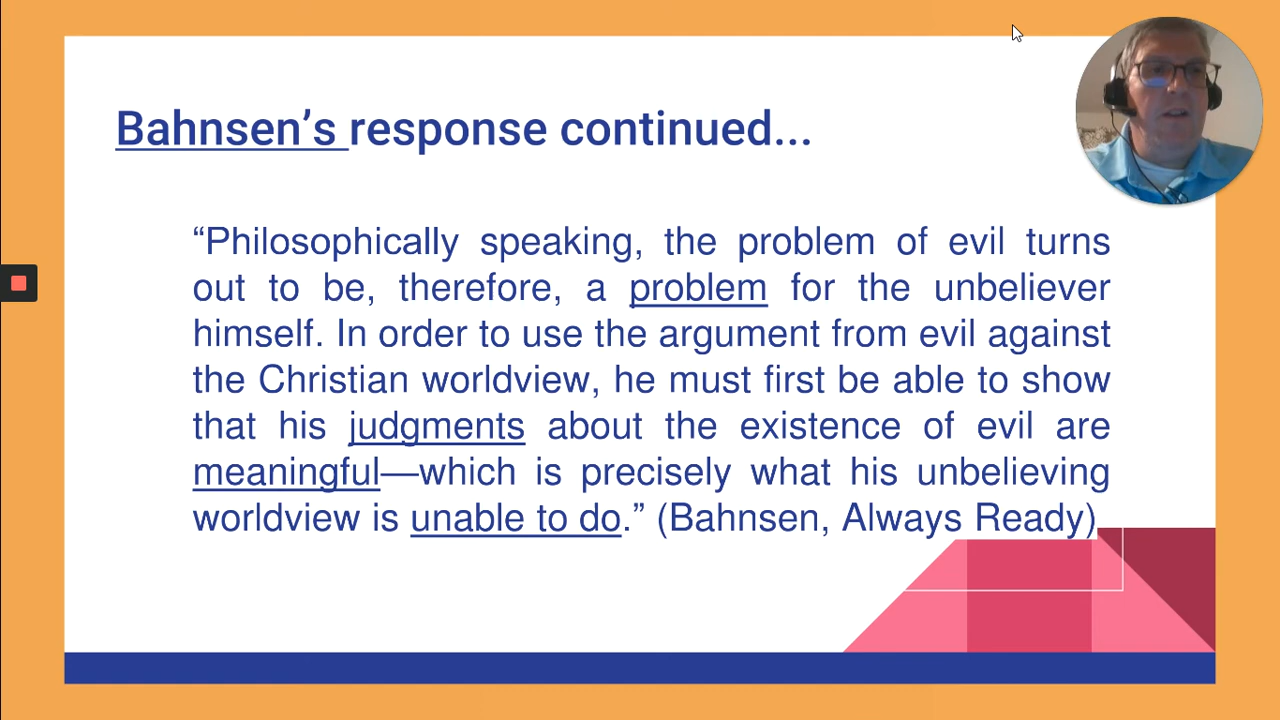 Bahnsen’s response continued...
“Philosophically speaking, the problem of evil turns
out to be, therefore, a problem for the unbeliever
himself. In order to use the argument from evil against
the Christian worldview, he must first be able to show
that his judgments about the existence of evil are
meaningful—which is precisely what his unbelieving
worldview is unable to do.” (Bahnsen, Always Ready)